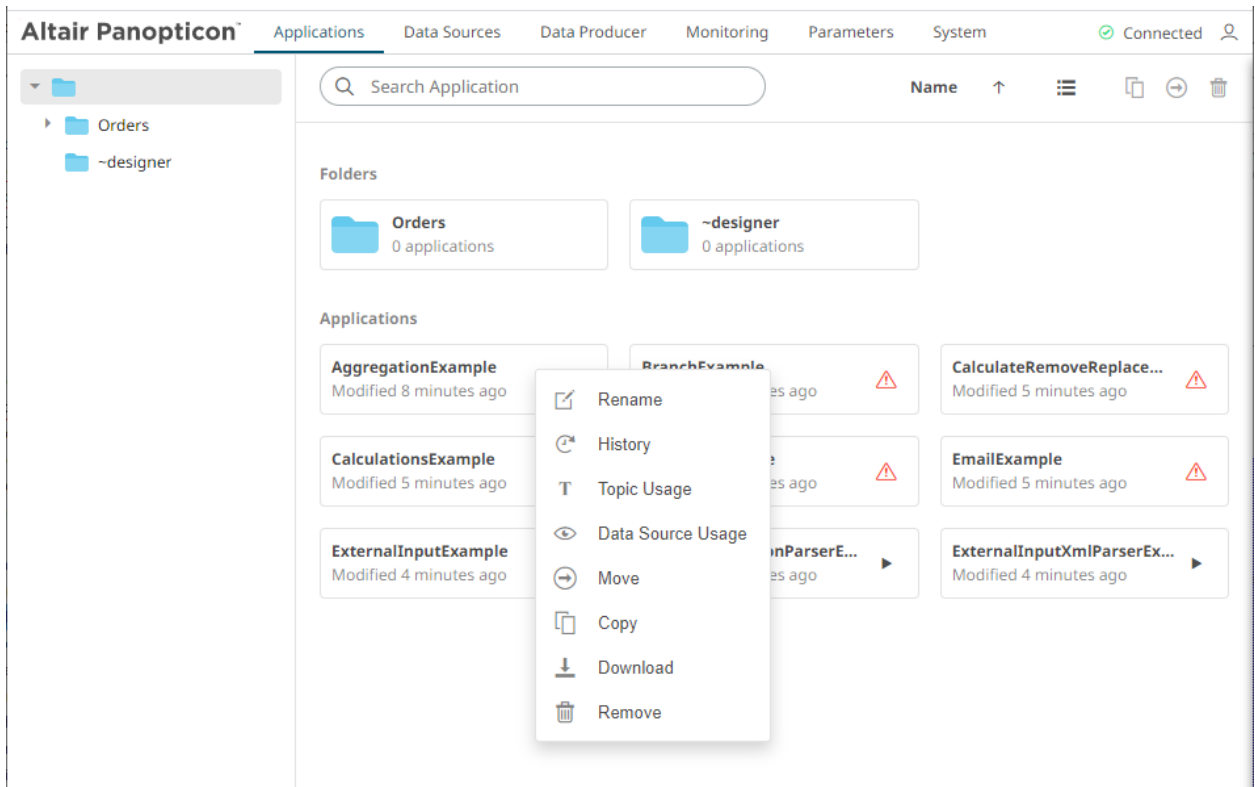 Altair Panopticon™ Applications Data Sources Data Producer Monitoring Parameters System Connected
Search Application Name
Orders
~designer
Folders
Orders
0 applications
~designer
0 applications
Applications
AggregationExample
Modified 8 minutes ago
BranchExample
es ago
CalculateRemoveReplace...
Modified 5 minutes ago
CalculationsExample
Modified 5 minutes ago
es ago
EmailExample
Modified 5 minutes ago
ExternalInputExample
Modified 4 minutes ago
onParserE...
es ago
ExternalInputXmlParserEx...
Modified 4 minutes ago
Rename
History
T Topic Usage
Data Source Usage
Move
Copy
Download
Remove